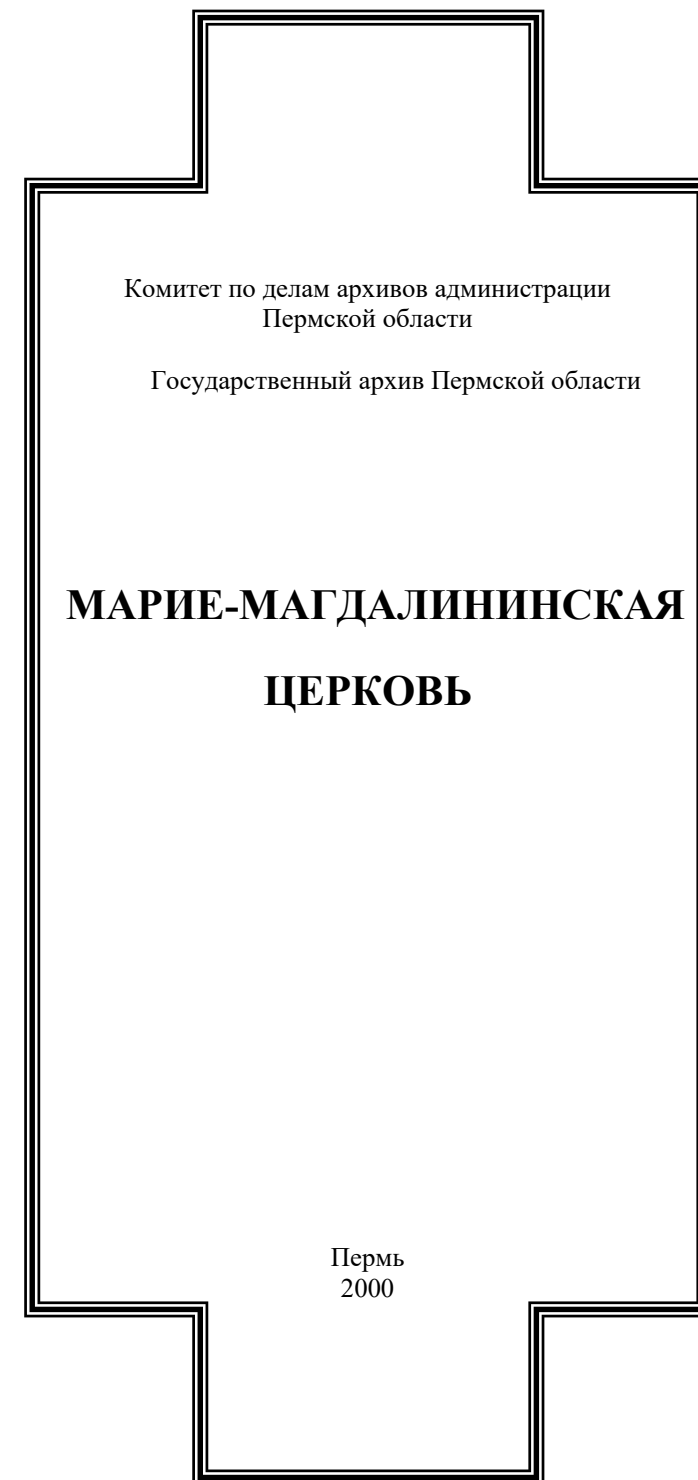 Комитет по делам архивов администрации
Пермской области
Государственный архив Пермской области
МАРИЕ-МАГДАЛИНИНСКАЯ
ЦЕРКОВЬ
Пермь
2000